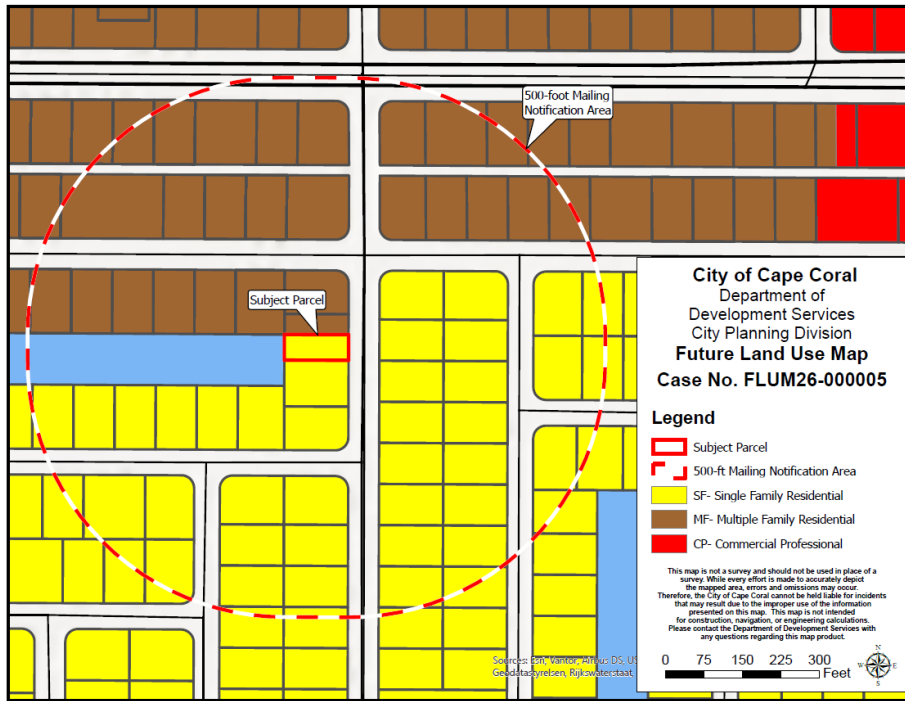 500-foot Mailing
Notification Area
Subject Parcel
City of Cape Coral
Department of
Development Services
City Planning Division
Future Land Use Map
Case No. FLUM26-000005
Legend
Subject Parcel
500-ft Mailing Notification Area
SF- Single Family Residential
MF- Multiple Family Residential
CP- Commercial Professional
This map is not a survey and should not be used in place of a
survey. While every effort is made to accurately depict
the mapped area, errors and omissions may occur.
Therefore, the City of Cape Coral cannot be held liable for incidents
that may result due to the improper use of the information
presented on this map. This map is not intended
for construction, navigation, or engineering calculations.
Please contact the Department of Development Services with
any questions regarding this map product.
Sources: Esri, Vantor, Airbus DS, US
Geodatastyrelsen, Rijkswaterstaat,
0 75 150 225 300
Feet
N
W E
S